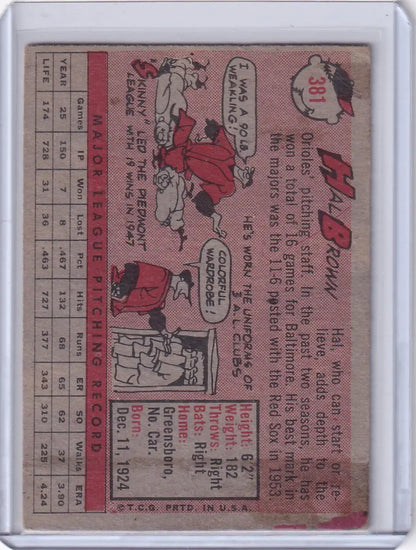 381
HAL BROWN
Hal, who can start or re-
lieve, adds depth to the
Orioles' pitching staff. In the past two seasons, he has
won a total of 16 games for Baltimore. His best mark in
the majors was the 11-6 posted with the Red Sox in 1953
I WAS A 90 LB.
WEAKLING!
"SKINNY" LED THE PIEDMONT
LEAGUE WITH 19 WINS IN 1947
HE'S WORN THE UNIFORMS OF
3 A.L. CLUBS
COLORFUL
WARDROBE!
Height: 6'2"
Weight: 182
Throws: Right
Bats: Right
Home:
Greensboro,
No. Car.
Born:
Dec. 11, 1924
MAJOR LEAGUE PITCHING RECORD
Games IP Won Lost Pct Hits Runs ER SO Walks ERA
YEAR 25 150 7 8 .467 132 68 65 62 37 3.90
LIFE 174 728 31 36 .463 727 377 343 310 225 4.24
© T.C.G. PRTD. IN U.S.A.